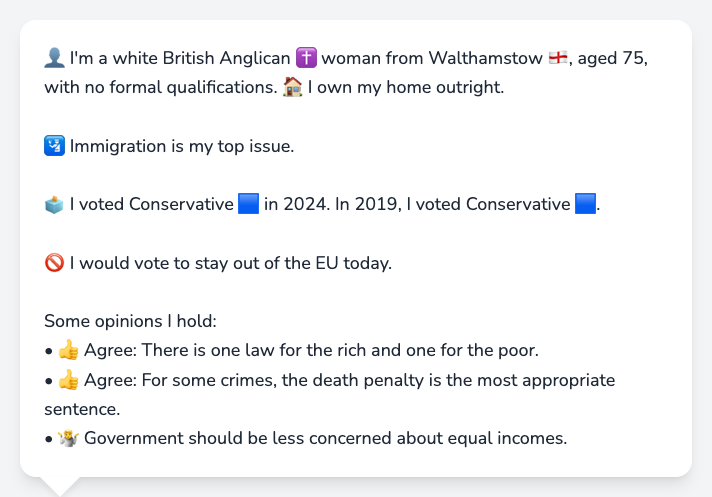 👤 I'm a white British Anglican ✝️ woman from Walthamstow 🏴󠁧󠁢󠁥󠁮󠁧󠁿, aged 75,
with no formal qualifications. 🏠 I own my home outright.
🛂 Immigration is my top issue.
🗳️ I voted Conservative 🟦 in 2024. In 2019, I voted Conservative 🟦.
🚫 I would vote to stay out of the EU today.
Some opinions I hold:
• 👍 Agree: There is one law for the rich and one for the poor.
• 👍 Agree: For some crimes, the death penalty is the most appropriate
sentence.
• 🤷 Government should be less concerned about equal incomes.